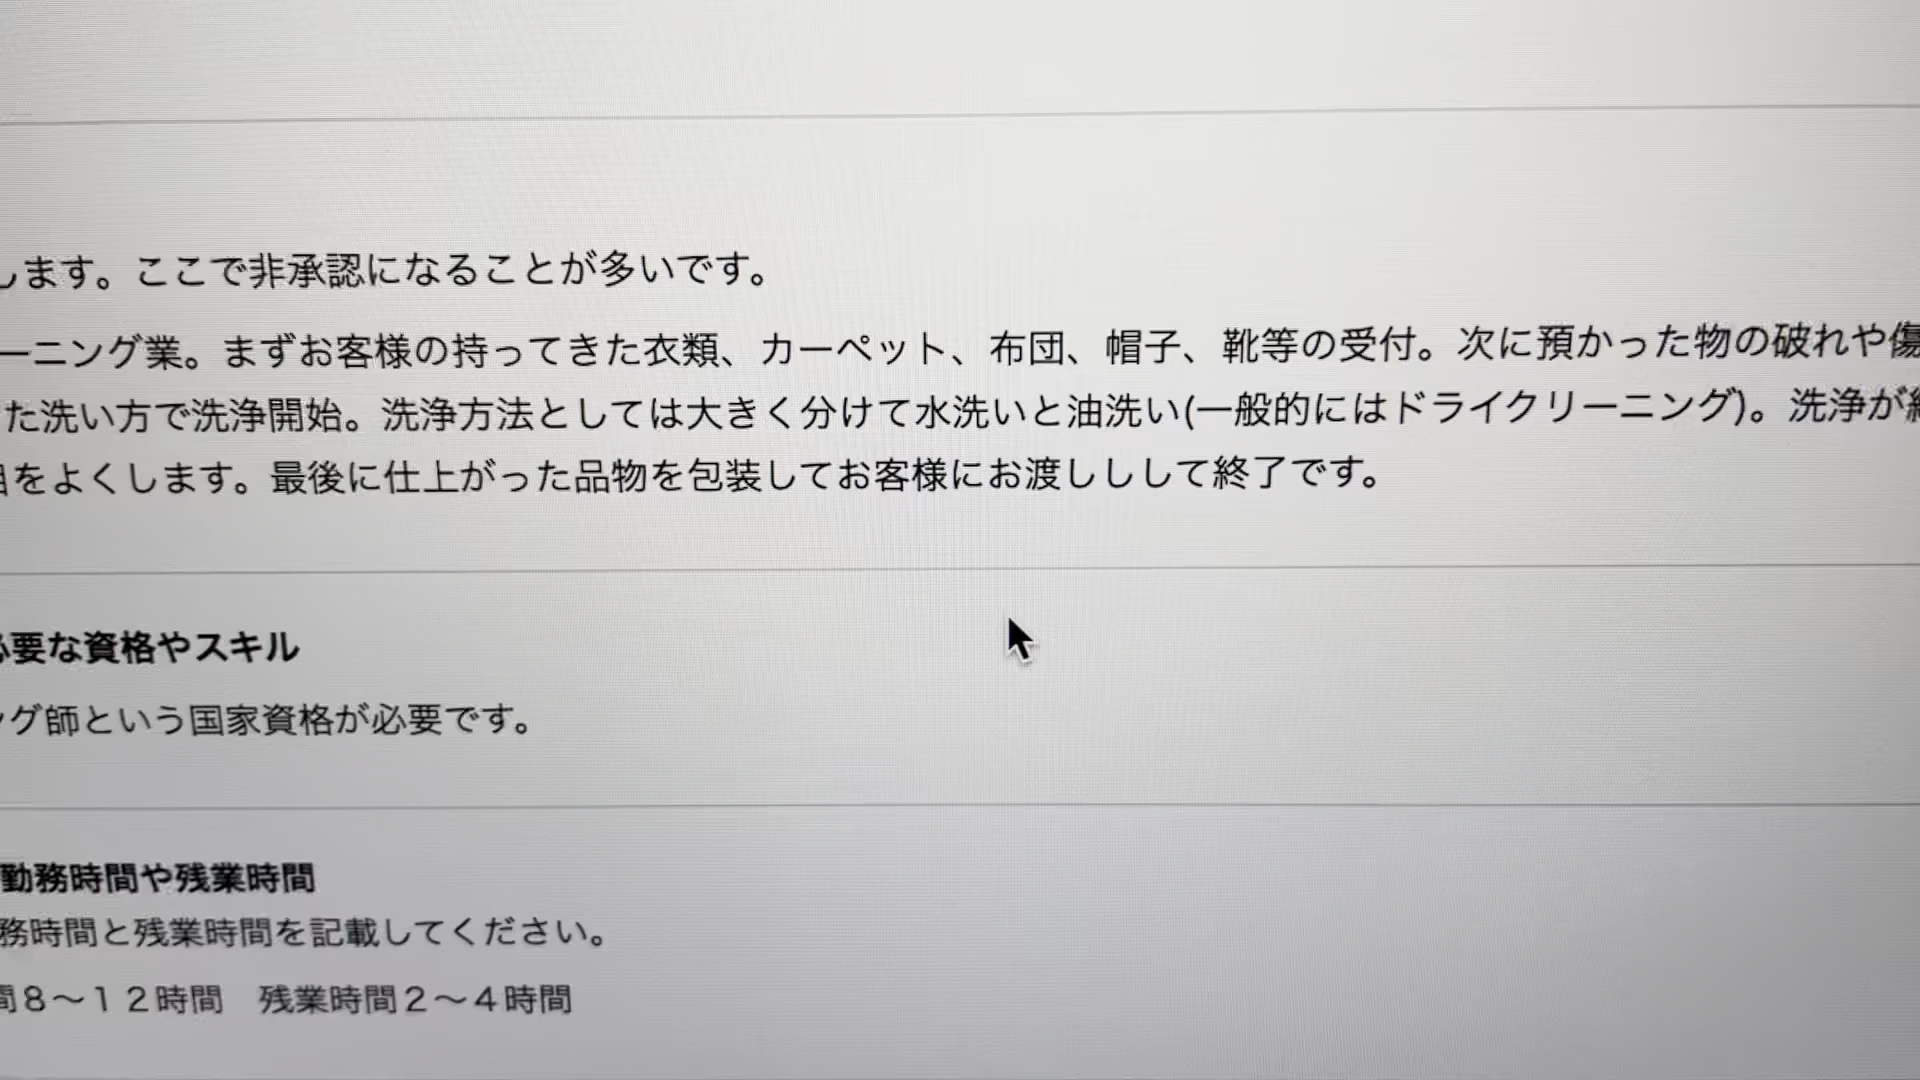 します。ここで非承認になることが多いです。
ーニング業。まずお客様の持ってきた衣類、カーペット、布団、帽子、靴等の受付。次に預かった物の破れや傷
た洗い方で洗浄開始。洗浄方法としては大きく分けて水洗いと油洗い(一般的にはドライクリーニング)。洗浄が
をよくします。最後に仕上がった品物を包装してお客様にお渡ししして終了です。
必要な資格やスキル
ング師という国家資格が必要です。
勤務時間や残業時間
務時間と残業時間を記載してください。
間８〜１２時間　残業時間２〜４時間